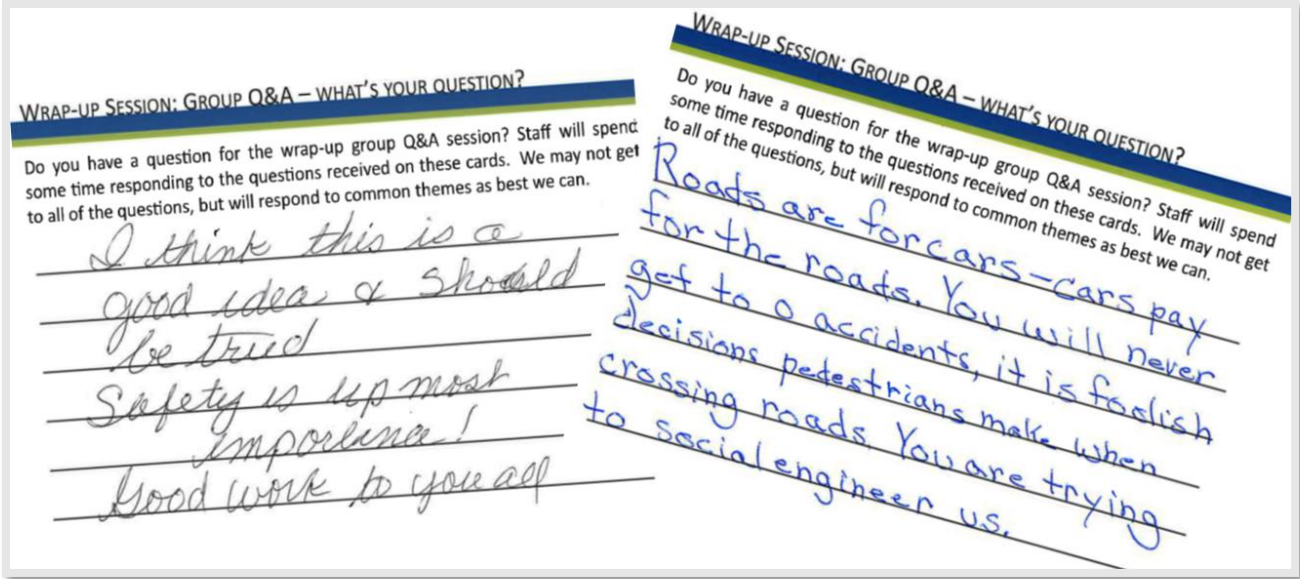 WRAP-UP SESSION: GROUP Q&A – WHAT'S YOUR QUESTION?
Do you have a question for the wrap-up group Q&A session? Staff will spend
some time responding to the questions received on these cards. We may not get
to all of the questions, but will respond to common themes as best we can.
I think this is a
good idea & should
be tried
Safety is upmost
importance!
Good work to you all
WRAP-UP SESSION: GROUP Q&A – WHAT'S YOUR QUESTION?
Do you have a question for the wrap-up group Q&A session? Staff will spend
some time responding to the questions received on these cards. We may not get
to all of the questions, but will respond to common themes as best we can.
Roads are for cars – cars pay
for the roads. You will never
get to 0 accidents, it is foolish
decisions pedestrians make when
crossing roads. You are trying
to social engineer us.